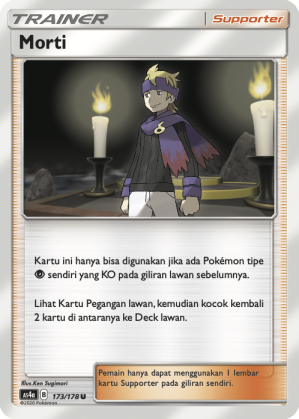 TRAINER
Supporter
Morti
Kartu ini hanya bisa digunakan jika ada Pokémon tipe
sendiri yang KO pada giliran lawan sebelumnya.
Lihat Kartu Pegangan lawan, kemudian kocok kembali
2 kartu di antaranya ke Deck lawan.
Illus.Ken Sugimori
AS4a B 173/178 U
©2020 Pokémon
Pemain hanya dapat menggunakan 1 lembar
kartu Supporter pada giliran sendiri.